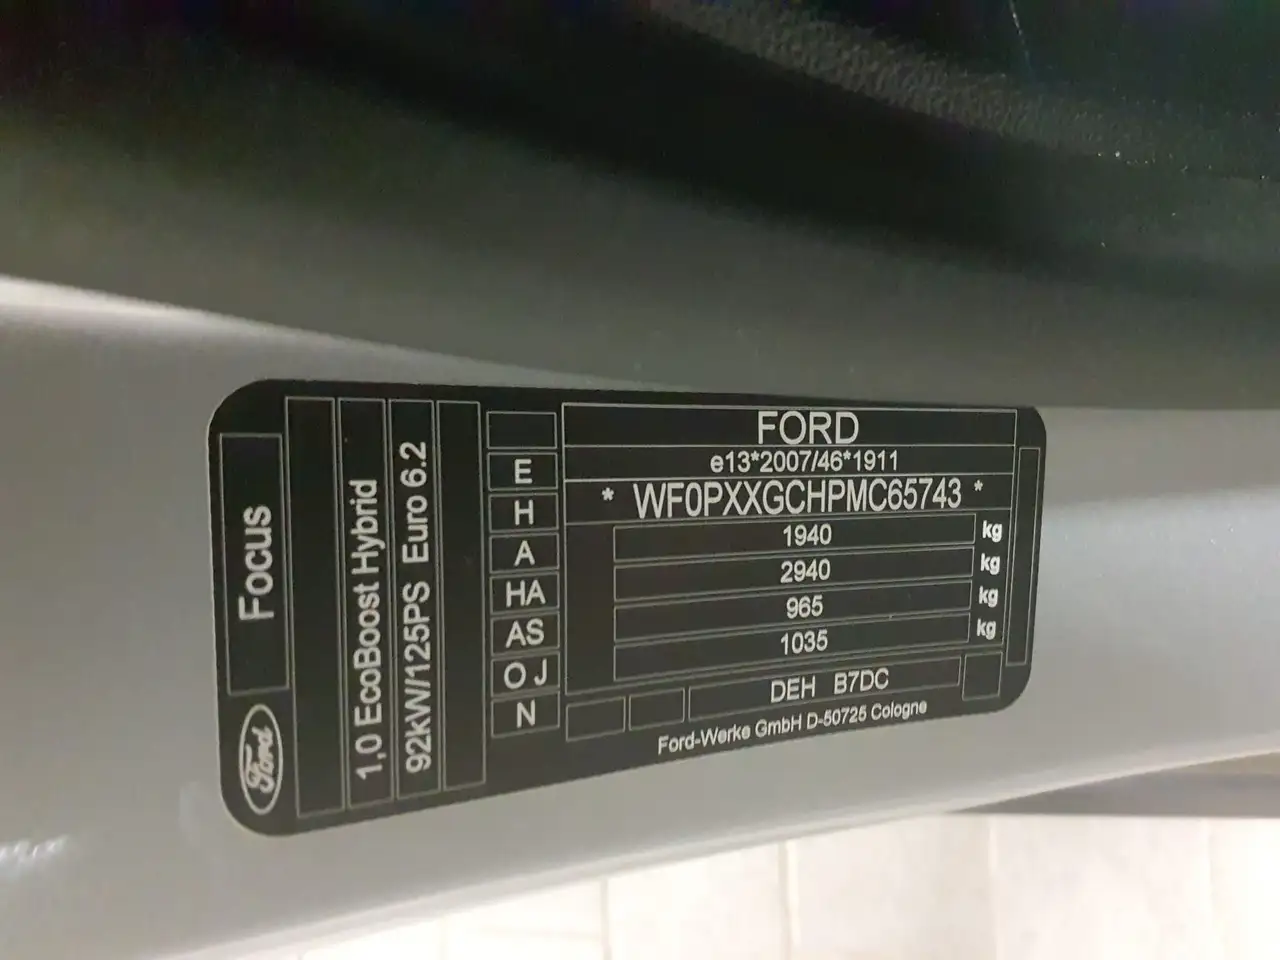 Focus
Ford
1,0 EcoBoost Hybrid
92kW/125PS Euro 6.2
E
H
A
HA
AS
O J
N
FORD
e13*2007/46*1911
* WF0PXXGCHPMC65743 *
1940 kg
2940 kg
965 kg
1035 kg
DEH B7DC
Ford-Werke GmbH D-50725 Cologne